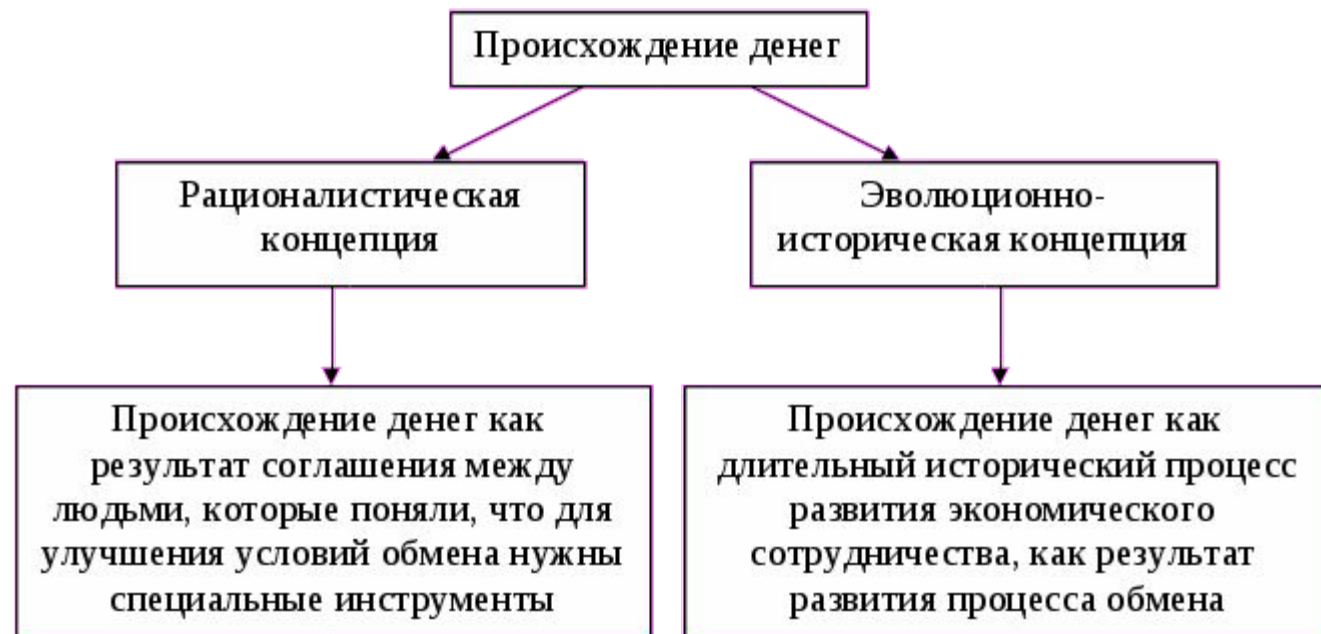 Происхождение денег
Рационалистическая
концепция
Эволюционно-
историческая концепция
Происхождение денег как
результат соглашения между
людьми, которые поняли, что для
улучшения условий обмена нужны
специальные инструменты
Происхождение денег как
длительный исторический процесс
развития экономического
сотрудничества, как результат
развития процесса обмена